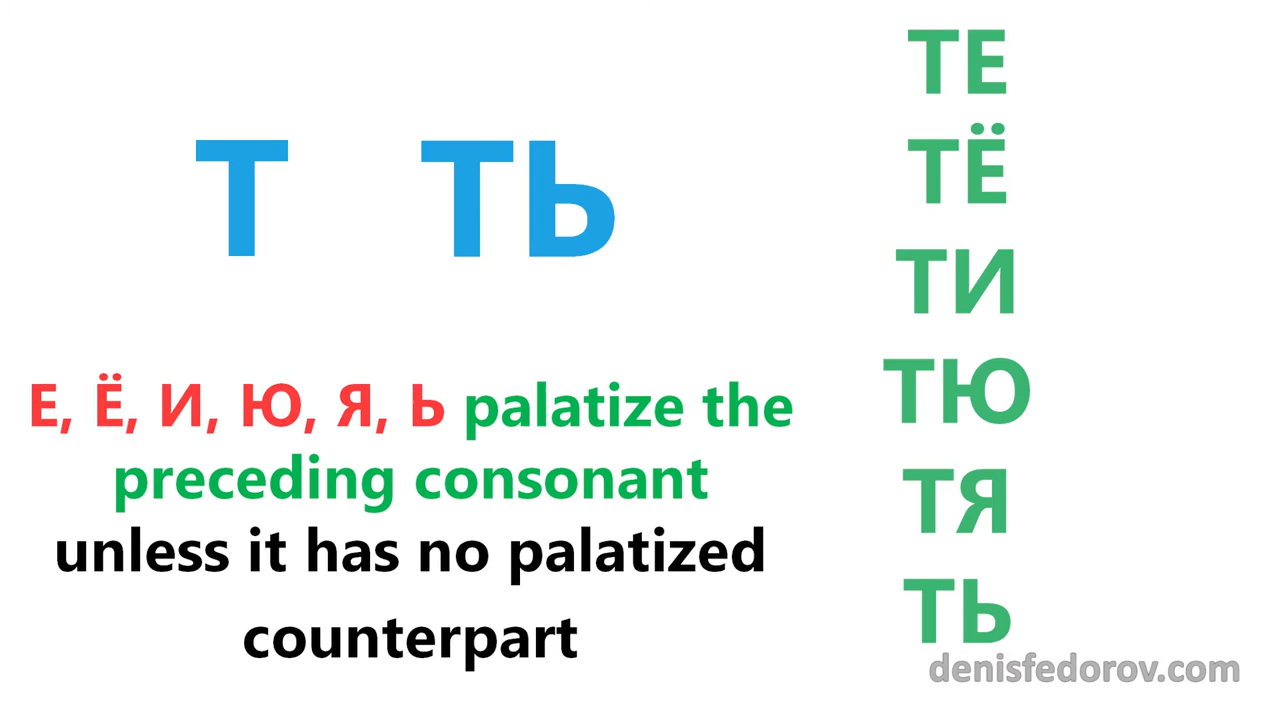 Т ТЬ
Е, Ё, И, Ю, Я, Ь palatize the
preceding consonant
unless it has no palatized
counterpart
ТЕ
ТЁ
ТИ
ТЮ
ТЯ
ТЬ
denisfedorov.com